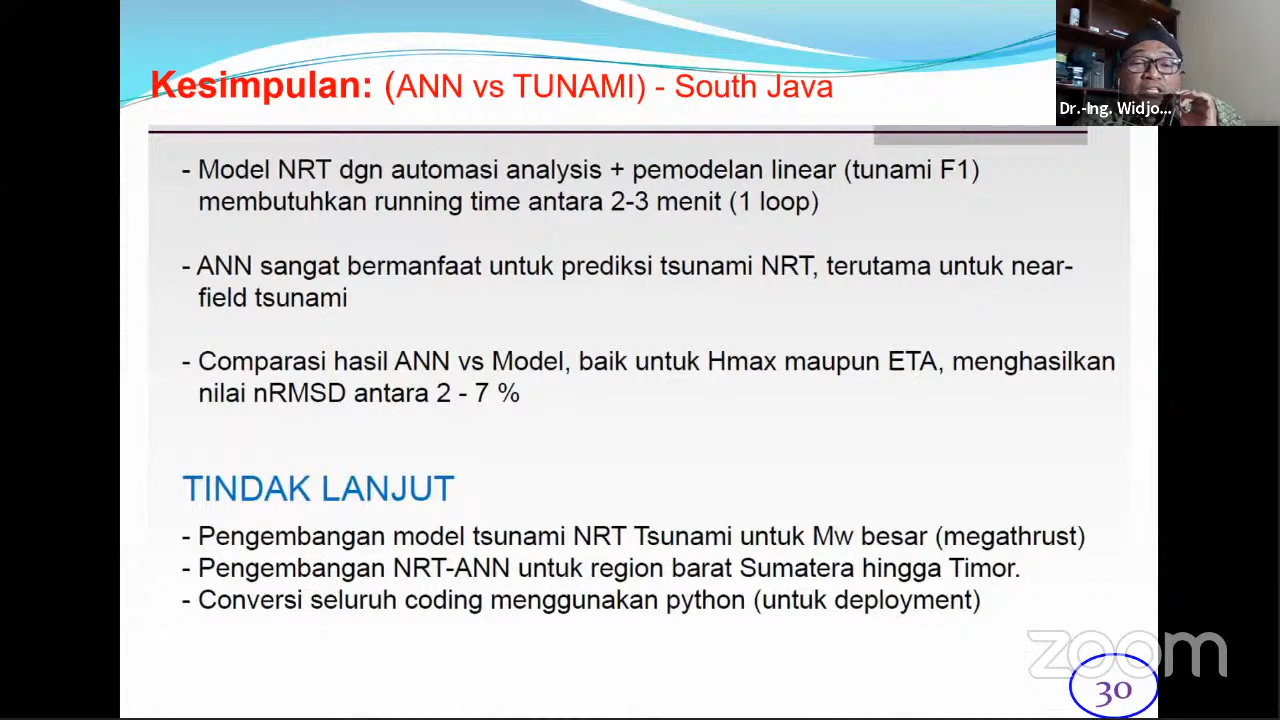 Kesimpulan: (ANN vs TUNAMI) - South Java
Dr.-Ing. Widjo...
- Model NRT dgn automasi analysis + pemodelan linear (tunami F1)
membutuhkan running time antara 2-3 menit (1 loop)
- ANN sangat bermanfaat untuk prediksi tsunami NRT, terutama untuk near-
field tsunami
- Comparasi hasil ANN vs Model, baik untuk Hmax maupun ETA, menghasilkan
nilai nRMSD antara 2 - 7 %
TINDAK LANJUT
- Pengembangan model tsunami NRT Tsunami untuk Mw besar (megathrust)
- Pengembangan NRT-ANN untuk region barat Sumatera hingga Timor.
- Conversi seluruh coding menggunakan python (untuk deployment)
zoom
30